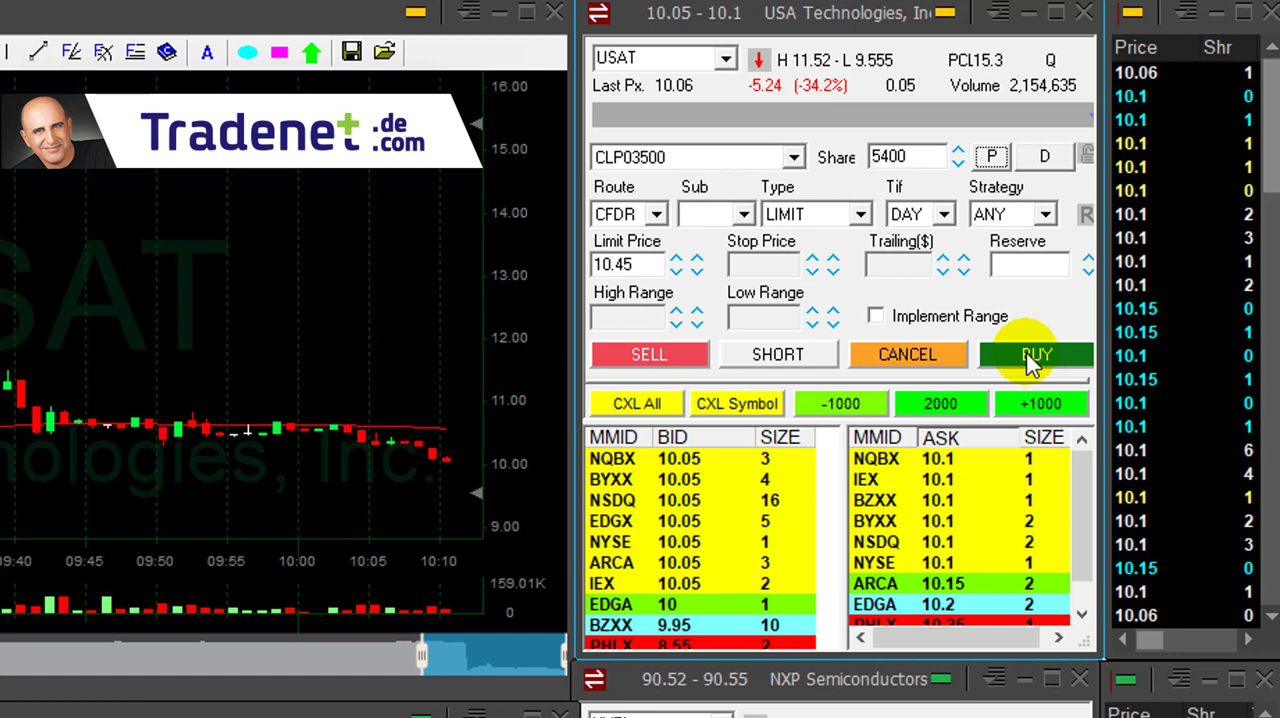 10.05 - 10.1 USA Technologies, Inc
USAT H 11.52 - L 9.555 PCL15.3 Q
Last Px. 10.06 -5.24 (-34.2%) 0.05 Volume 2,154,635
CLP03500 Share 5400 P D
Route Sub Type Tif Strategy
CFDR LIMIT DAY ANY R
Limit Price Stop Price Trailing($) Reserve
10.45
High Range Low Range
Implement Range
SELL SHORT CANCEL BUY
CXL All CXL Symbol -1000 2000 +1000
MMID BID SIZE MMID ASK SIZE
NQBX 10.05 3 NQBX 10.1 1
BYXX 10.05 4 IEX 10.1 1
NSDQ 10.05 16 BZXX 10.1 1
EDGX 10.05 5 BYXX 10.1 2
NYSE 10.05 1 NSDQ 10.1 2
ARCA 10.05 3 NYSE 10.1 1
IEX 10.05 2 ARCA 10.15 2
EDGA 10 1 EDGA 10.2 2
BZXX 9.95 10 PHLX 10.25 1
PHLX 8.55 2
Tradenet .de
.com
A
16.00
15.00
14.00
13.00
12.00
11.00
10.00
9.00
SAT
hnologies, Inc.
09:40 09:45 09:50 09:55 10:00 10:05 10:10
159.01K
0
Price Shr
10.06 1
10.1 0
10.1 1
10.1 1
10.1 1
10.1 0
10.1 2
10.1 3
10.1 1
10.1 2
10.15 0
10.15 1
10.1 0
10.15 1
10.1 0
10.1 1
10.1 6
10.1 4
10.1 1
10.1 2
10.1 3
10.15 0
10.1 1
10.06 0
90.52 - 90.55 NXP Semiconductors
Price Shr